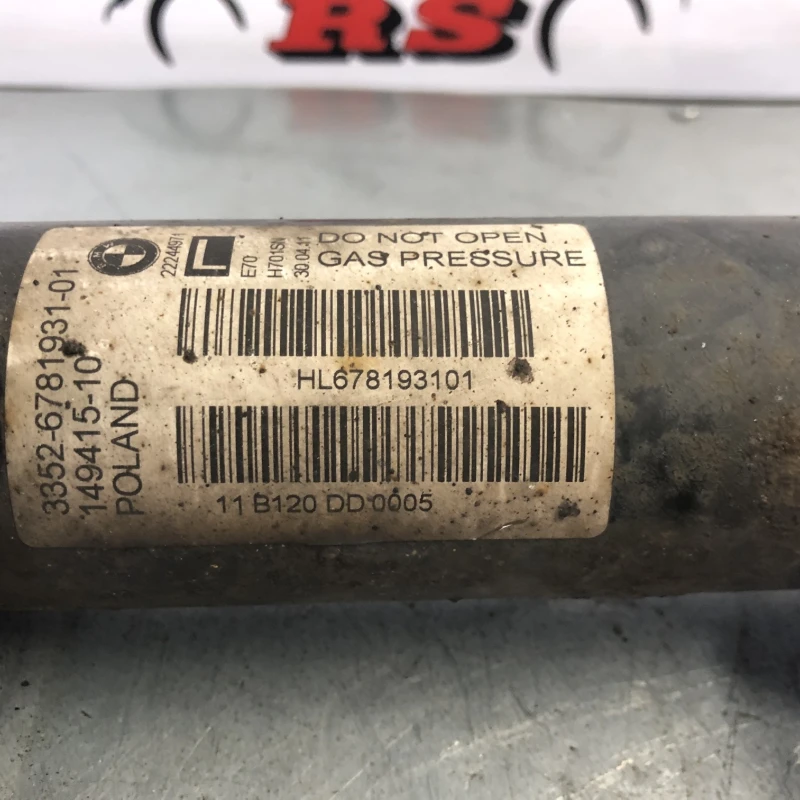 RS
DO NOT OPEN
GAS PRESSURE
22244971
L
E70
H701SN
30.04.11
HL678193101
11 B120 DD 0005
3352-6781931-01
149415-10
POLAND